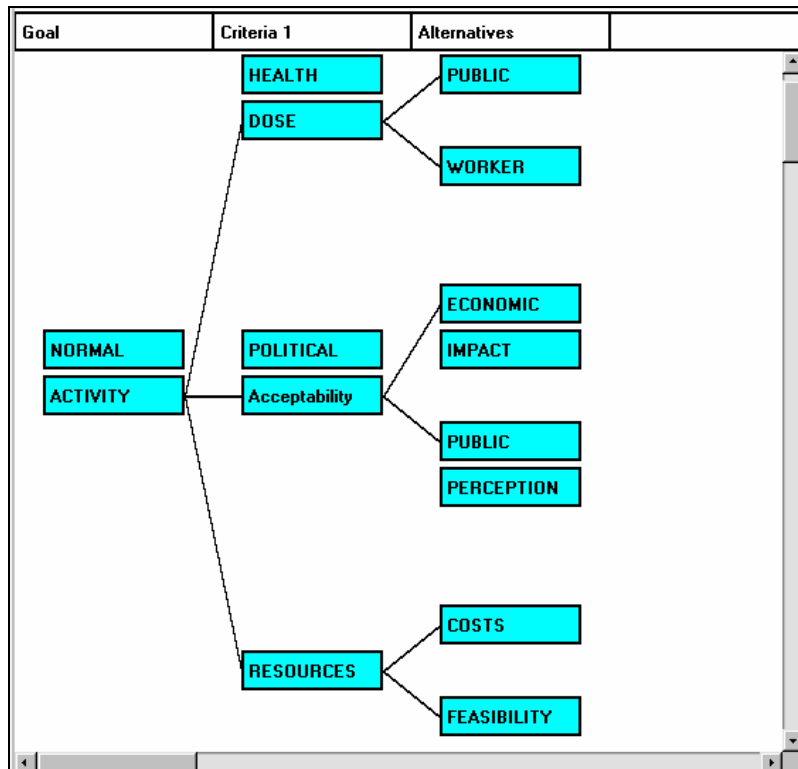 Goal
Criteria 1
Alternatives
HEALTH
PUBLIC
DOSE
WORKER
ECONOMIC
NORMAL
POLITICAL
IMPACT
ACTIVITY
Acceptability
PUBLIC
PERCEPTION
COSTS
RESOURCES
FEASIBILITY